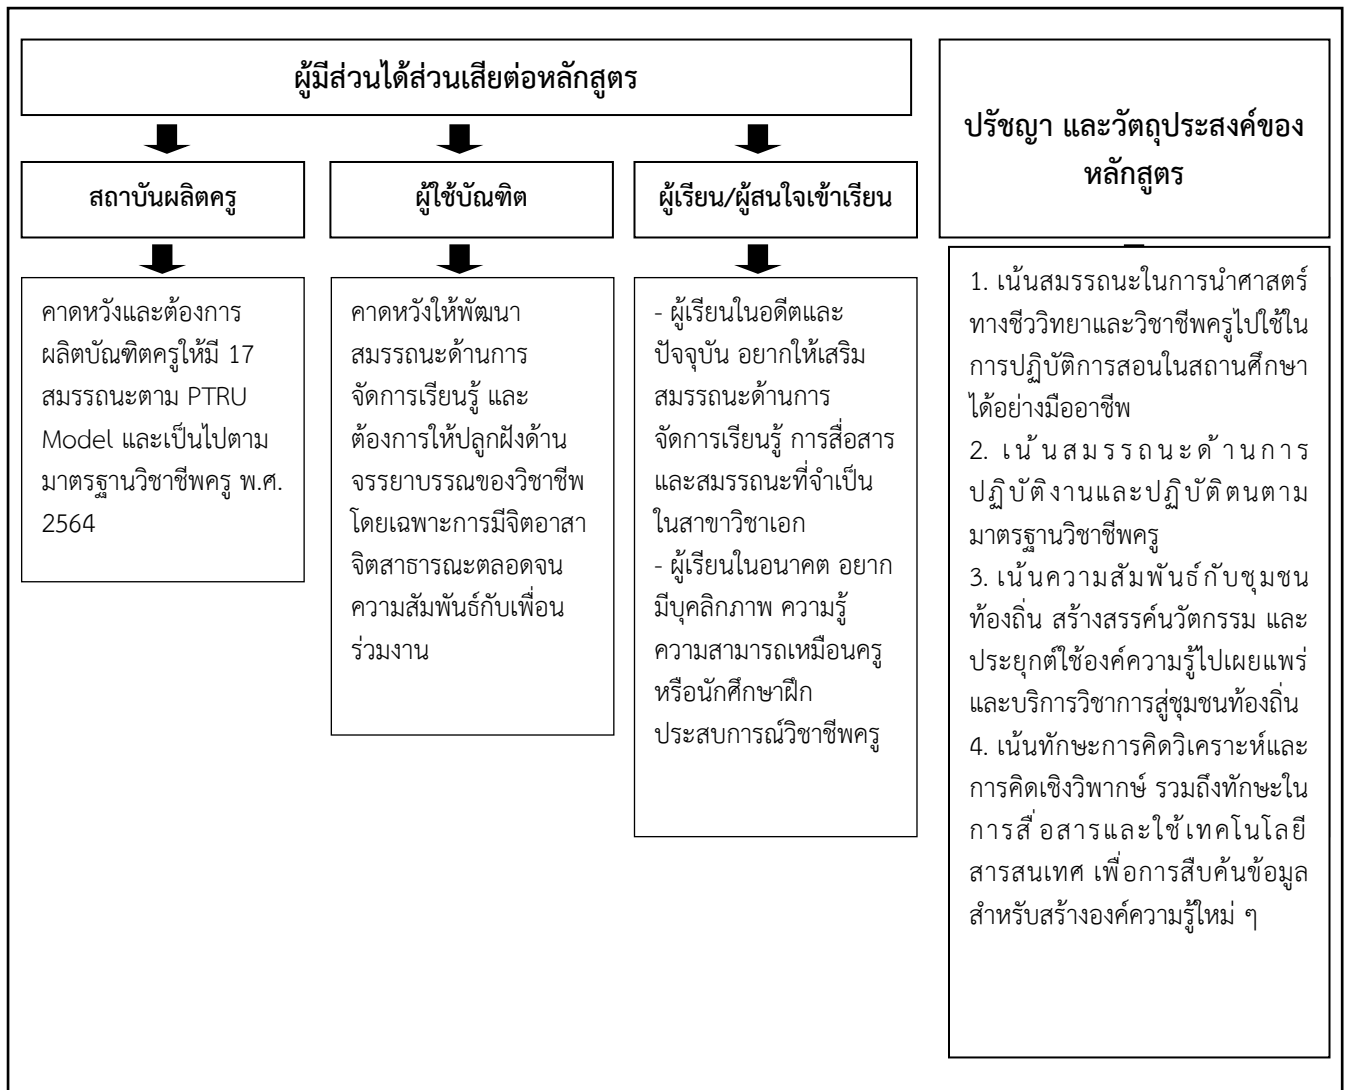 ผู้มีส่วนได้ส่วนเสียต่อหลักสูตร
สถาบันผลิตครู
ผู้ใช้บัณฑิต
ผู้เรียน/ผู้สนใจเข้าเรียน
คาดหวังและต้องการ
ผลิตบัณฑิตครูให้มี 17
สมรรถนะตาม PTRU
Model และเป็นไปตาม
มาตรฐานวิชาชีพครู พ.ศ.
2564
คาดหวังให้พัฒนา
สมรรถนะด้านการ
จัดการเรียนรู้ และ
ต้องการให้ปลูกฝังด้าน
จรรยาบรรณของวิชาชีพ
โดยเฉพาะการมีจิตอาสา
จิตสาธารณะตลอดจน
ความสัมพันธ์กับเพื่อน
ร่วมงาน
- ผู้เรียนในอดีตและ
ปัจจุบัน อยากให้เสริม
สมรรถนะด้านการ
จัดการเรียนรู้ การสื่อสาร
และสมรรถนะที่จำเป็น
ในสาขาวิชาเอก
- ผู้เรียนในอนาคต อยาก
มีบุคลิกภาพ ความรู้
ความสามารถเหมือนครู
หรือนักศึกษาฝึก
ประสบการณ์วิชาชีพครู
ปรัชญา และวัตถุประสงค์ของ
หลักสูตร
1. เน้นสมรรถนะในการนำศาสตร์
ทางชีววิทยาและวิชาชีพครูไปใช้ใน
การปฏิบัติการสอนในสถานศึกษา
ได้อย่างมืออาชีพ
2. เน้นสมรรถนะด้านการ
ปฏิบัติงานและปฏิบัติตนตาม
มาตรฐานวิชาชีพครู
3. เน้นความสัมพันธ์กับชุมชน
ท้องถิ่น สร้างสรรค์นวัตกรรม และ
ประยุกต์ใช้องค์ความรู้ไปเผยแพร่
และบริการวิชาการสู่ชุมชนท้องถิ่น
4. เน้นทักษะการคิดวิเคราะห์และ
การคิดเชิงวิพากษ์ รวมถึงทักษะใน
การสื่อสารและใช้เทคโนโลยี
สารสนเทศ เพื่อการสืบค้นข้อมูล
สำหรับสร้างองค์ความรู้ใหม่ ๆ